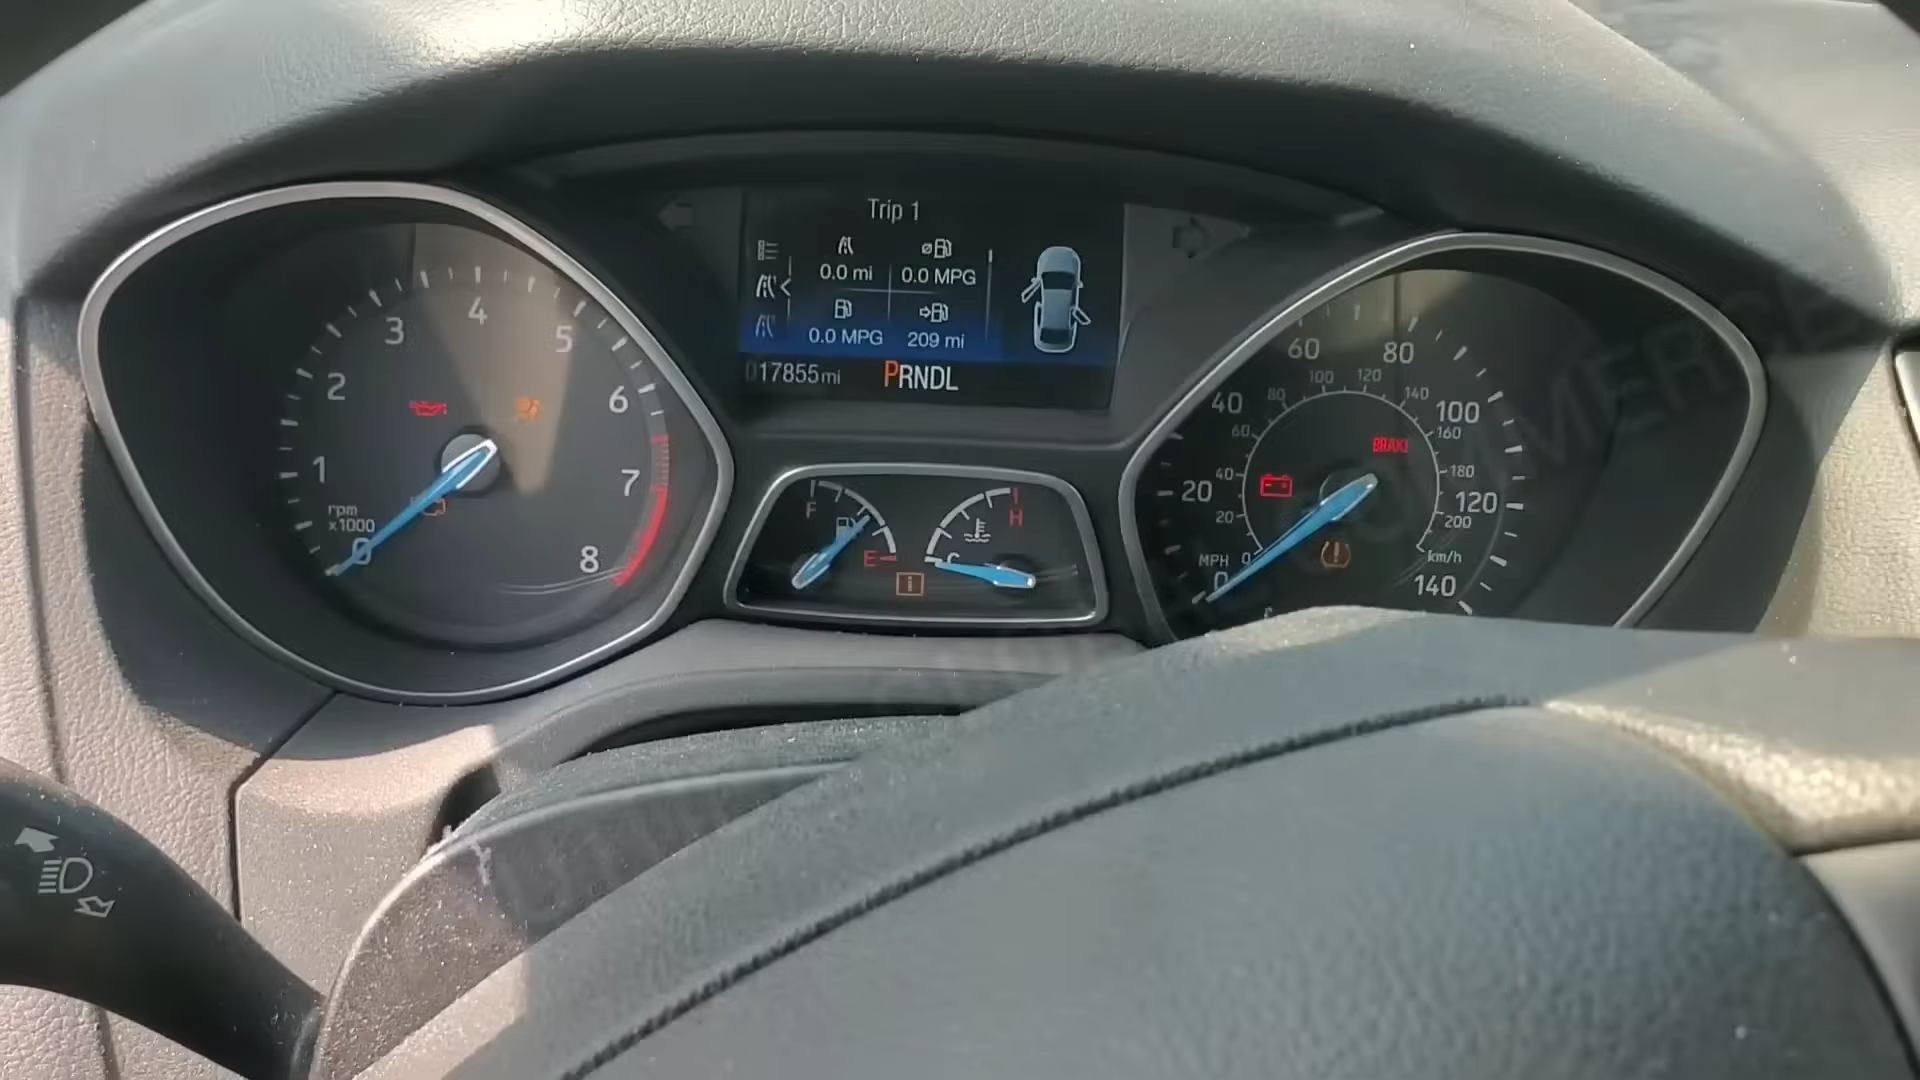 Trip 1
0.0 mi
0.0 MPG
0.0 MPG
209 mi
017855mi
PRNDL
0
1
2
3
4
5
6
7
8
rpm
x1000
F
E
H
C
BRAKE
MPH
0
20
40
60
80
100
120
140
0
20
40
60
80
100
120
140
160
180
200
km/h